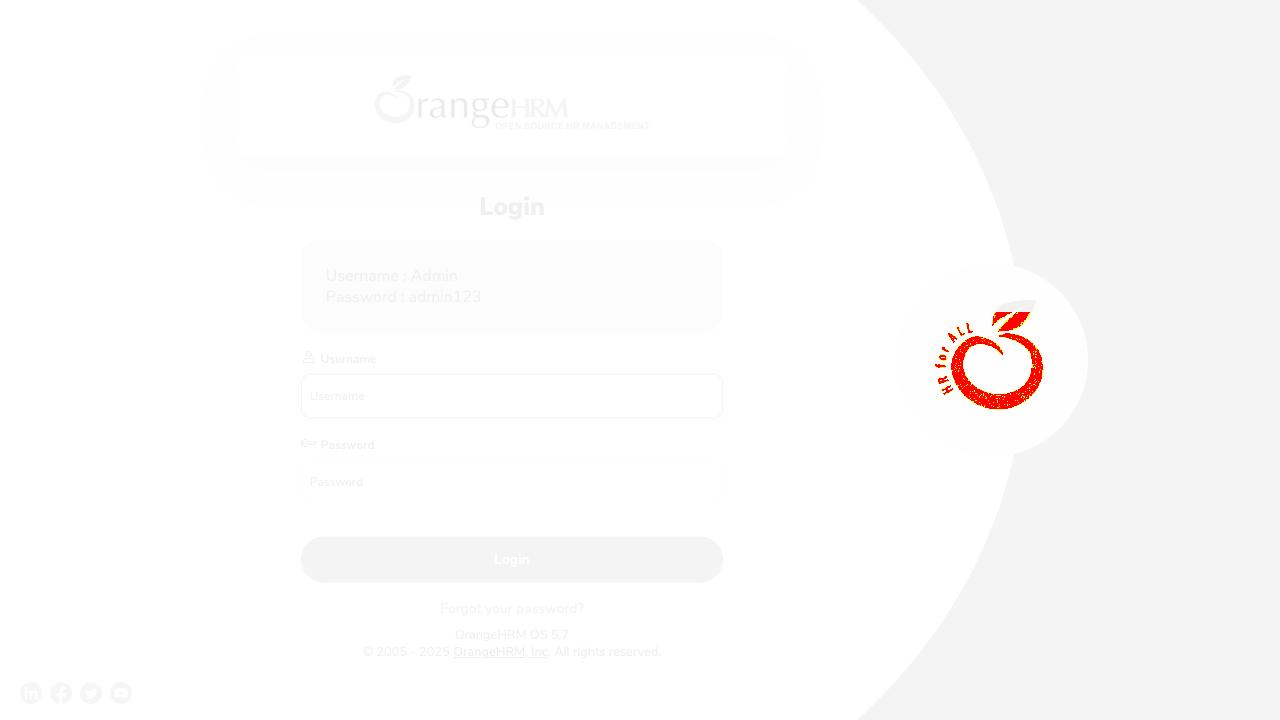 OrangeHRM
OPEN SOURCE HR MANAGEMENT
Login
Username : Admin
Password : admin123
Username
Username
Password
Password
Login
Forgot your password?
OrangeHRM OS 5.7
© 2005 - 2025 OrangeHRM, Inc. All rights reserved.
HR for ALL